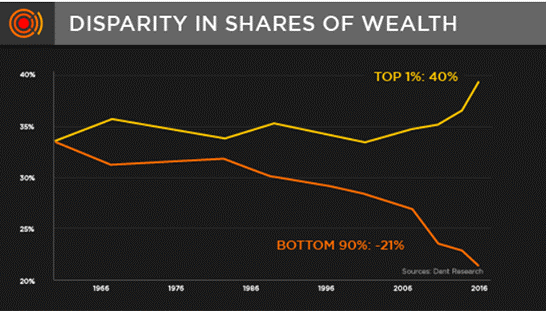 DISPARITY IN SHARES OF WEALTH
40%
TOP 1%: 40%
35%
30%
25%
BOTTOM 90%: -21%
Sources: Dent Research
20%
1966 1976 1986 1996 2006 2016